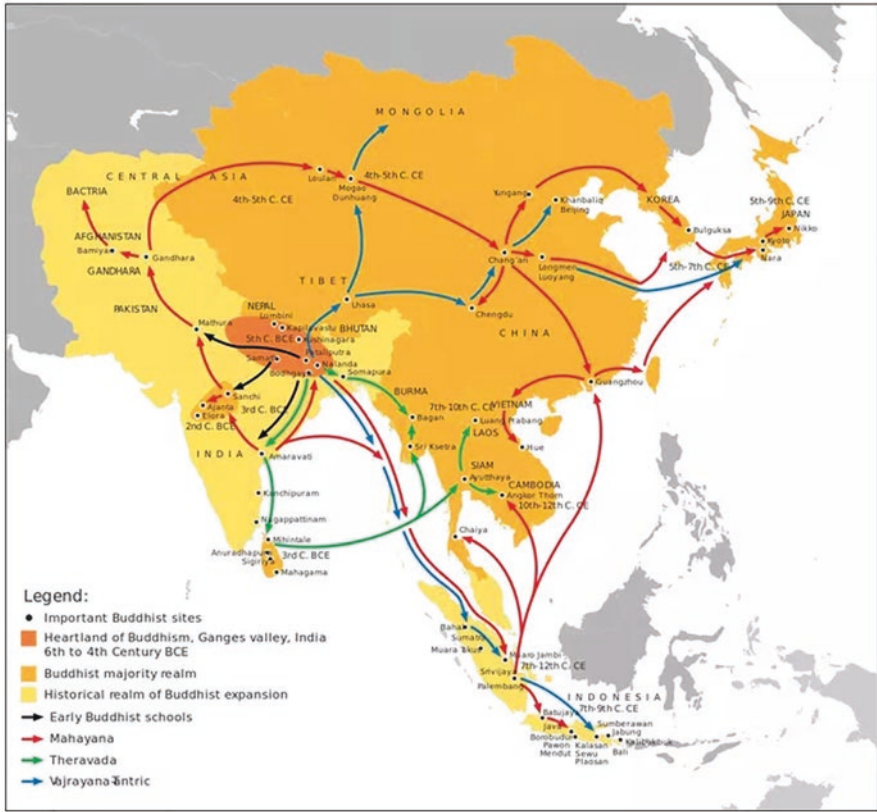 MONGOLIA
CENTRAL ASIA
BACTRIA
Loulan
Mogao
Dunhuang
4th-5th C. CE
4th-5th C. CE
Yungang
Khanbaliq
Beijing
KOREA
Bulguksa
5th-9th C. CE
JAPAN
Nikko
Kyoto
Nara
5th-7th C. CE
AFGHANISTAN
Bamiyan
Gandhara
GANDHARA
Chang'an
Longmen
Luoyang
TIBET
Lhasa
Chengdu
CHINA
PAKISTAN
Mathura
NEPAL
Lumbini
Kapilavastu
BHUTAN
Kushinagara
5th C. BCE
Pataliputra
Nalanda
Bodhgaya
Somapura
Sanchi
Ajanta
Ellora
3rd C. BCE
2nd C. BCE
INDIA
Amaravati
Kanchipuram
Nagappattinam
Mihintale
Anuradhapura
3rd C. BCE
Sigiriya
Mahagama
BURMA
7th-10th C. CE
Bagan
Sri Ksetra
VIETNAM
Luang Prabang
LAOS
Hue
Guangzhou
SIAM
Ayutthaya
CAMBODIA
Angkor Thom
10th-12th C. CE
Chaiya
Bahal
Sumatra
Muara Takus
Muaro Jambi
7th-12th C. CE
Srivijaya
Palembang
INDONESIA
7th-9th C. CE
Batujaya
Java
Borobudur
Pawon
Mendut
Kalasan
Sewu
Plaosan
Sumberawan
Jabung
Bali
Legend:
Important Buddhist sites
Heartland of Buddhism, Ganges valley, India
6th to 4th Century BCE
Buddhist majority realm
Historical realm of Buddhist expansion
Early Buddhist schools
Mahayana
Theravada
Vajrayana-Tantric